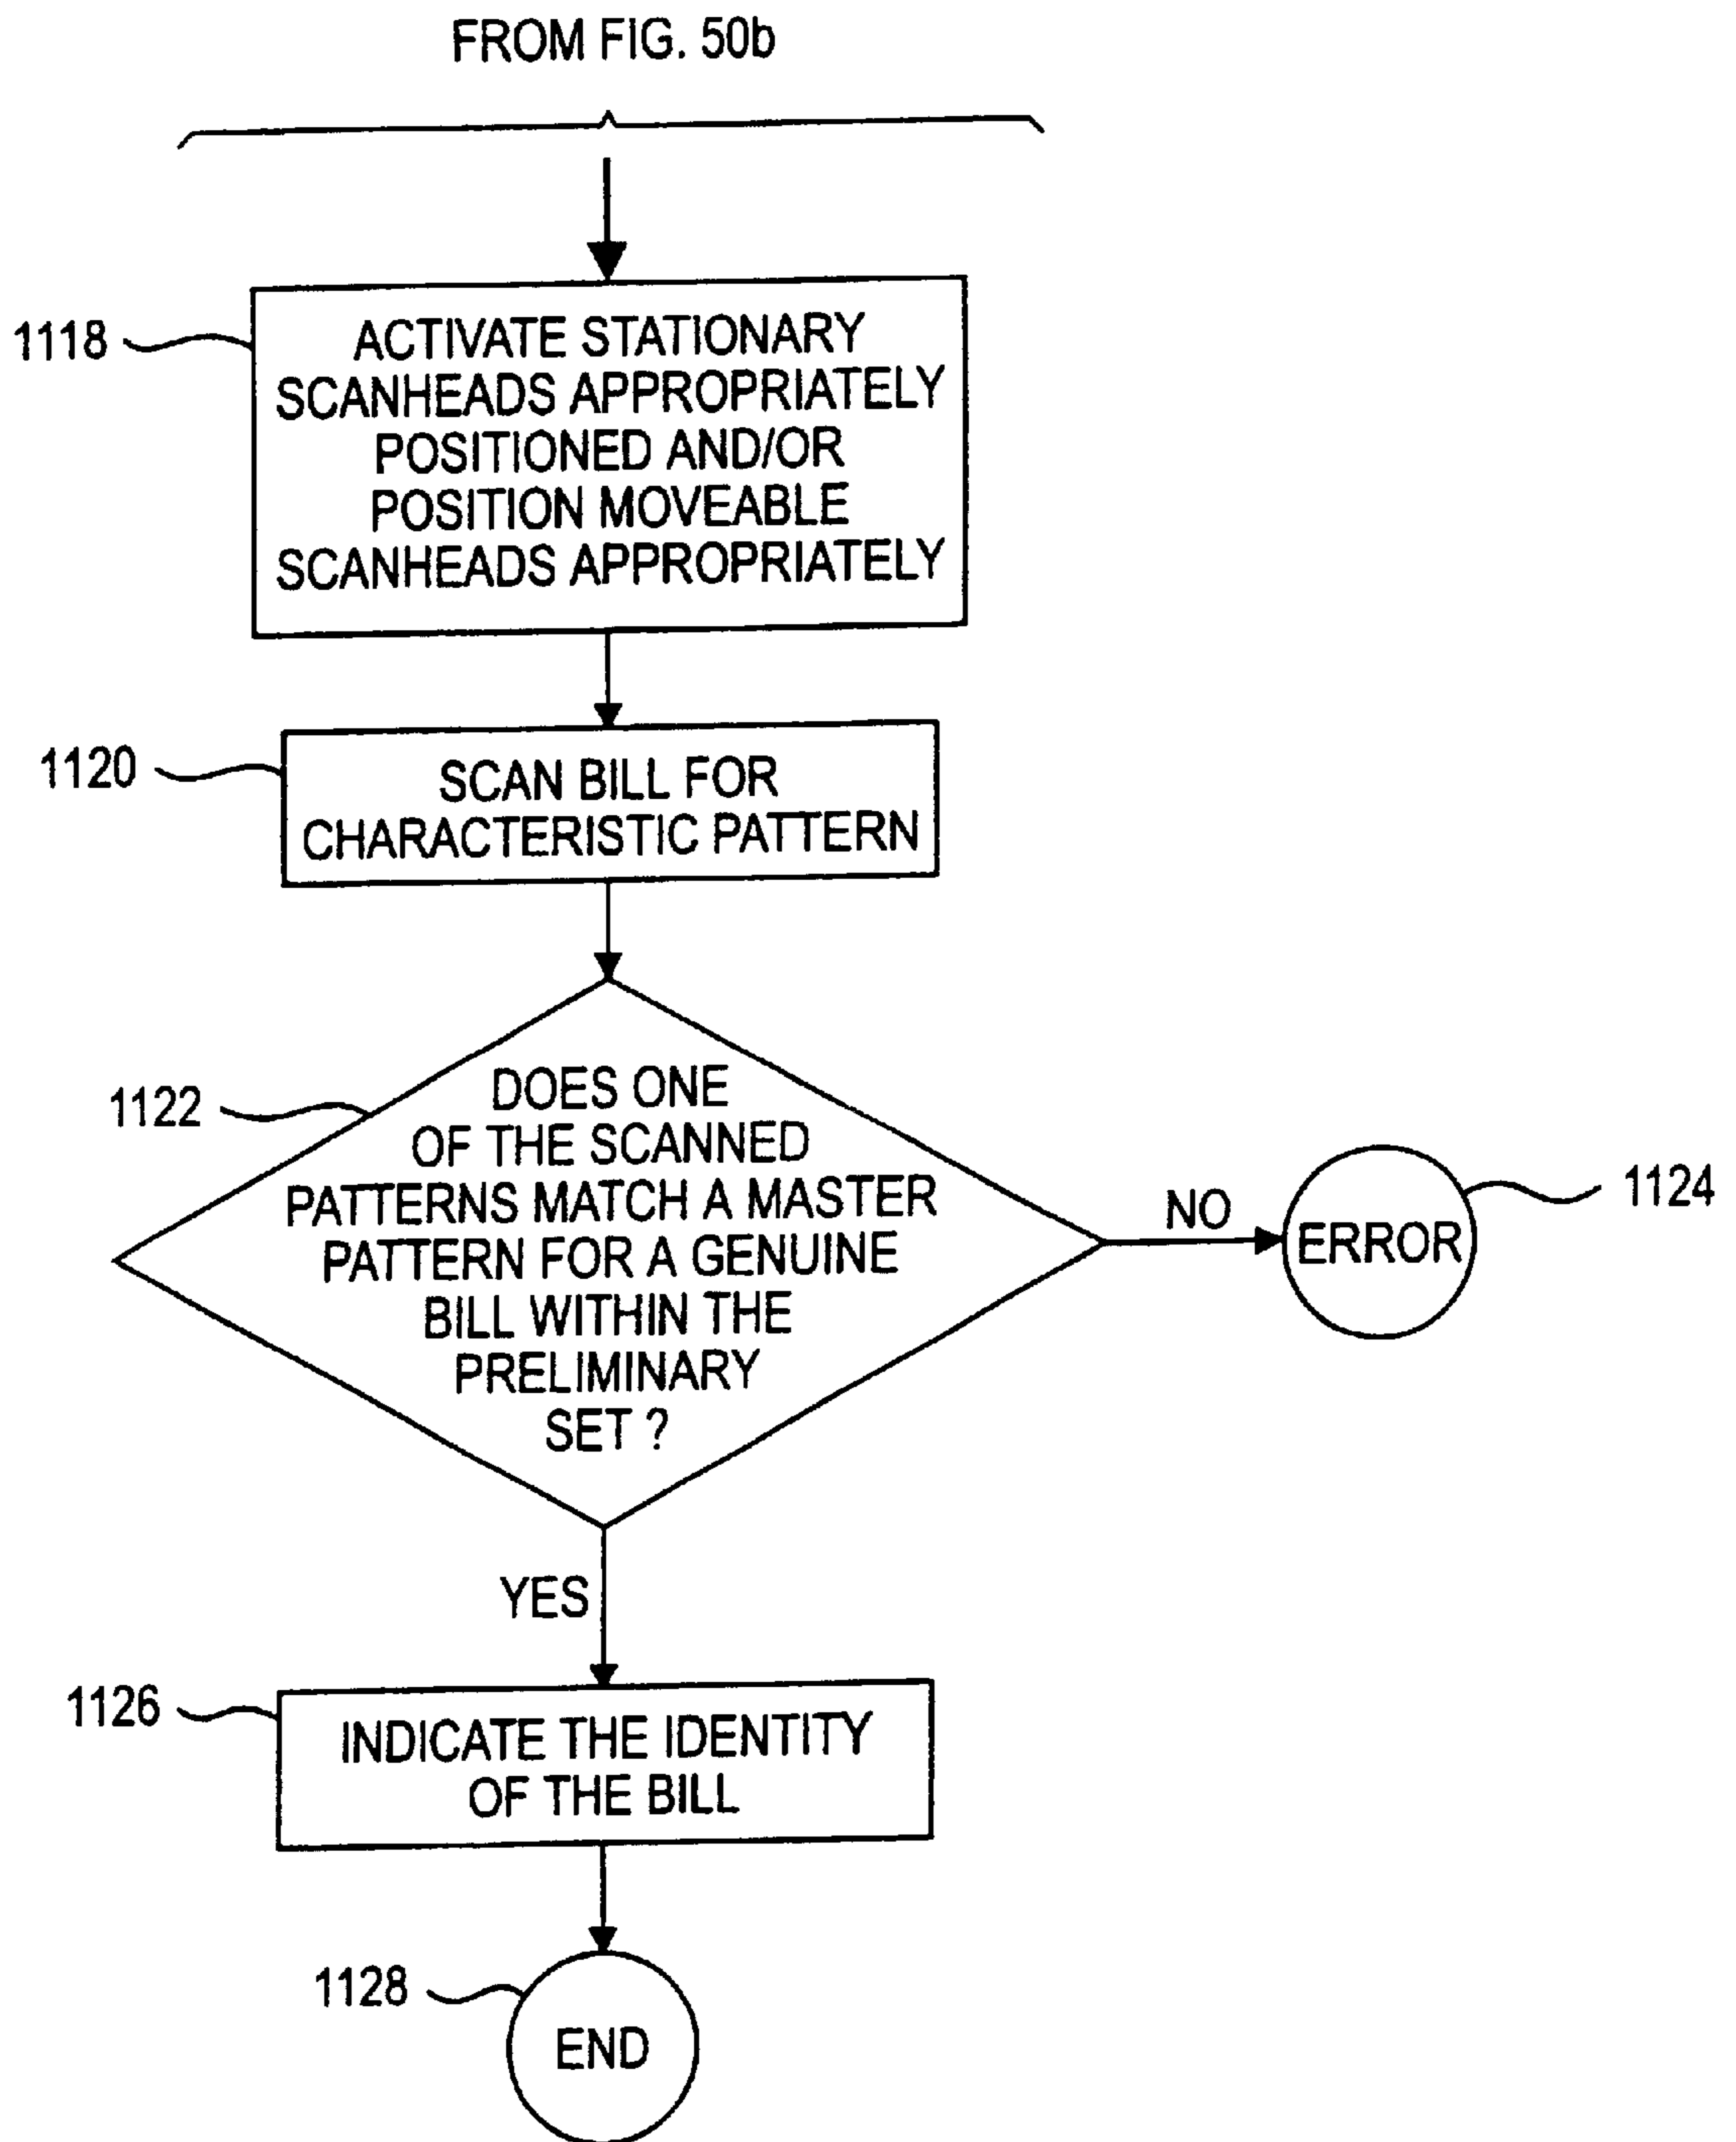 FROM FIG. 50b
1118
ACTIVATE STATIONARY
SCANHEADS APPROPRIATELY
POSITIONED AND/OR
POSITION MOVEABLE
SCANHEADS APPROPRIATELY
1120
SCAN BILL FOR
CHARACTERISTIC PATTERN
1122
DOES ONE
OF THE SCANNED
PATTERNS MATCH A MASTER
PATTERN FOR A GENUINE
BILL WITHIN THE
PRELIMINARY
SET ?
NO
ERROR
1124
YES
1126
INDICATE THE IDENTITY
OF THE BILL
1128
END